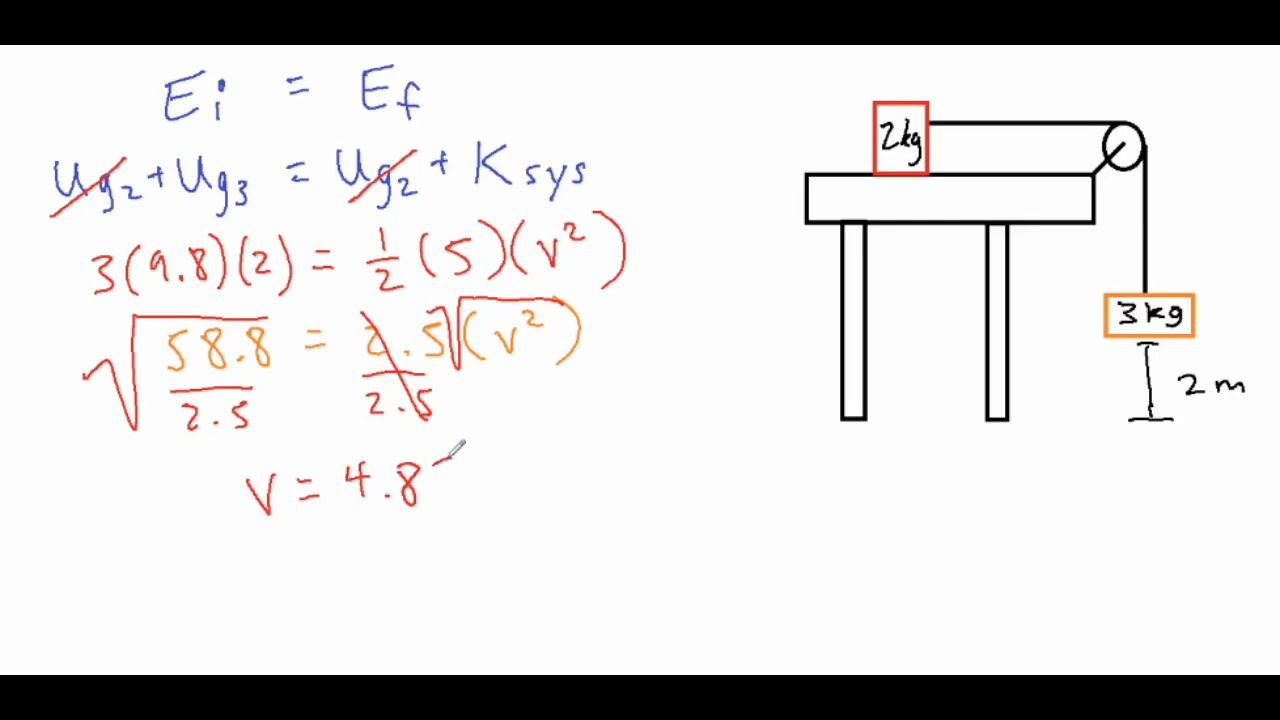 Ei = Ef
Ug2 + Ug3 = Ug2 + Ksys
3(9.8)(2) = 1/2 (5)(v²)
√58.8/2.5 = 2.5/2.5 √(v²)
v = 4.8
2kg
3kg
2 m